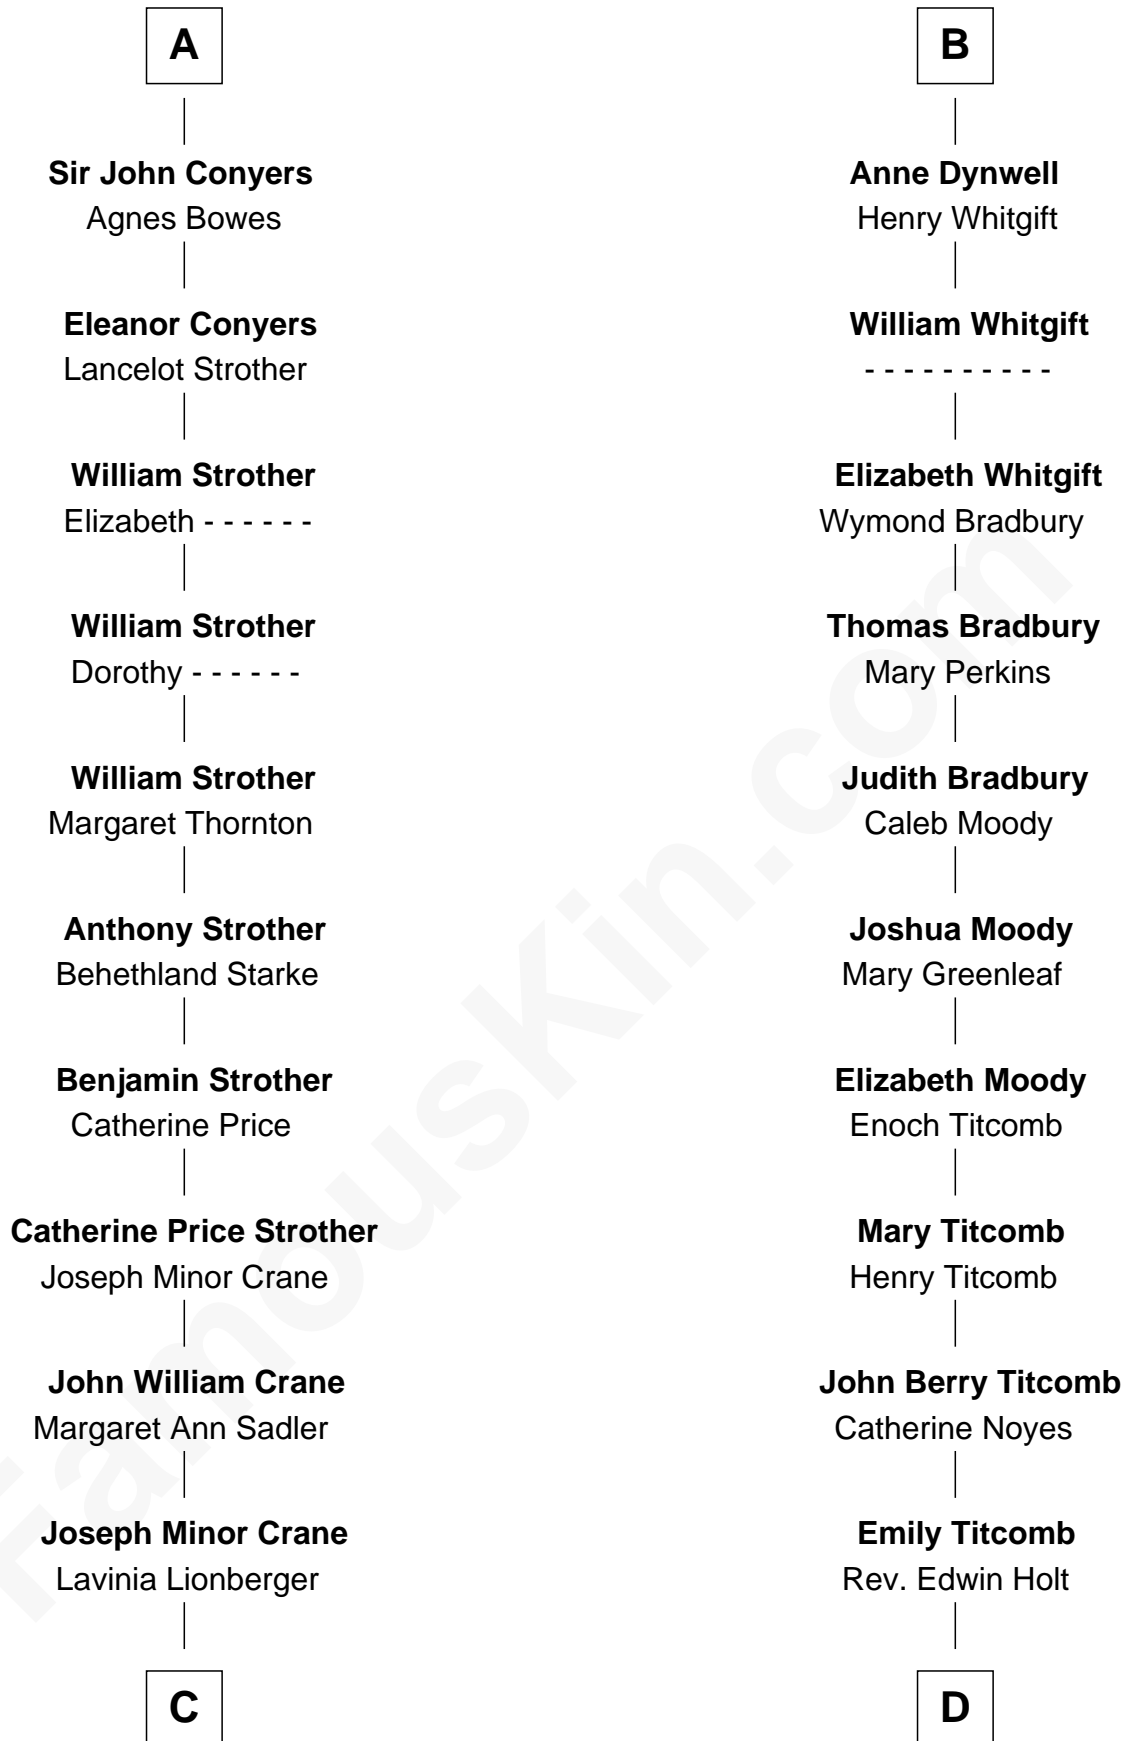 A
Sir John Conyers
Agnes Bowes
Eleanor Conyers
Lancelot Strother
William Strother
Elizabeth - - - - - -
William Strother
Dorothy - - - - - -
William Strother
Margaret Thornton
Anthony Strother
Behethland Starke
Benjamin Strother
Catherine Price
Catherine Price Strother
Joseph Minor Crane
John William Crane
Margaret Ann Sadler
Joseph Minor Crane
Lavinia Lionberger
C
B
Anne Dynwell
Henry Whitgift
William Whitgift
- - - - - - - - - -
Elizabeth Whitgift
Wymond Bradbury
Thomas Bradbury
Mary Perkins
Judith Bradbury
Caleb Moody
Joshua Moody
Mary Greenleaf
Elizabeth Moody
Enoch Titcomb
Mary Titcomb
Henry Titcomb
John Berry Titcomb
Catherine Noyes
Emily Titcomb
Rev. Edwin Holt
D
FamousKin.com